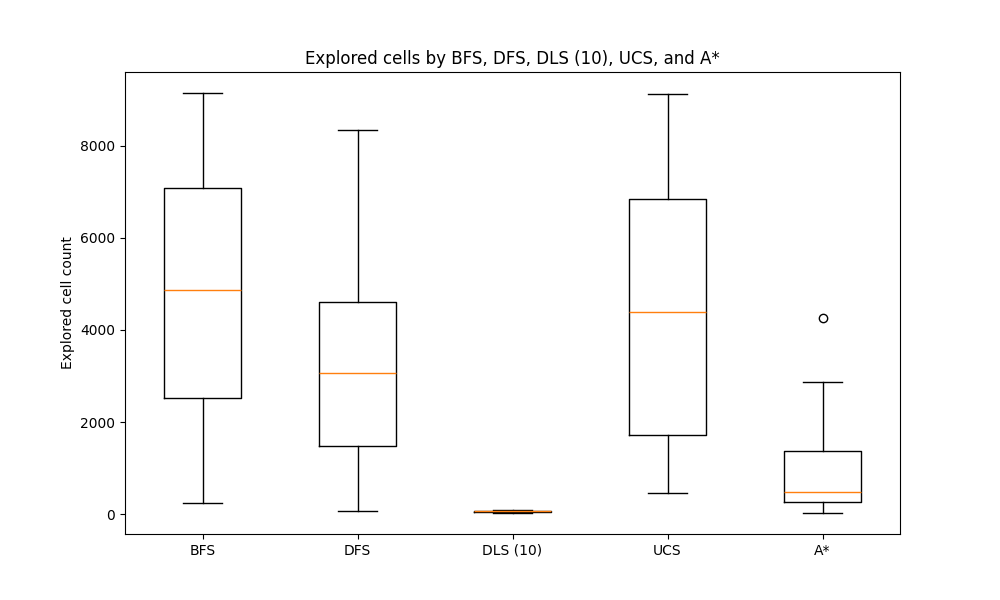 Explored cells by BFS, DFS, DLS (10), UCS, and A*
Explored cell count
8000
6000
4000
2000
0
BFS DFS DLS (10) UCS A*